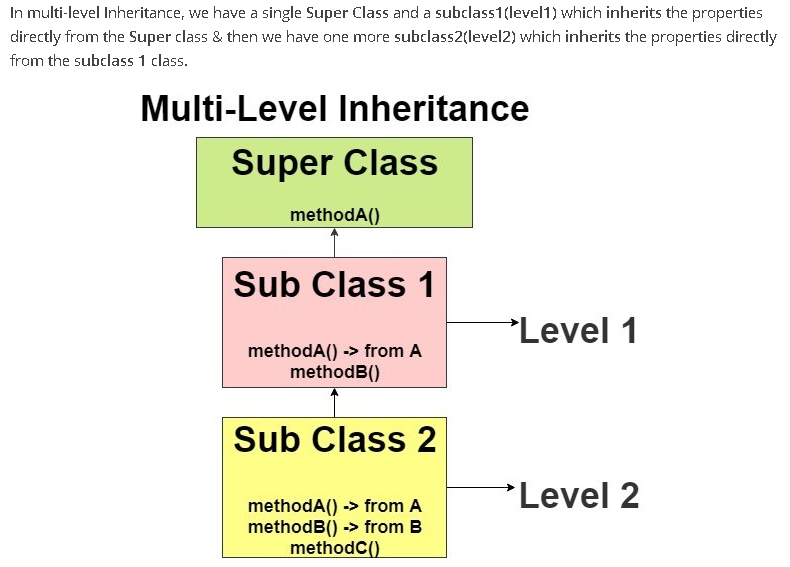 In multi-level Inheritance, we have a single Super Class and a subclass1(level1) which inherits the properties
directly from the Super class & then we have one more subclass2(level2) which inherits the properties directly
from the subclass 1 class.
Multi-Level Inheritance
Super Class
methodA()
Sub Class 1
methodA() -> from A
methodB()
Level 1
Sub Class 2
methodA() -> from A
methodB() -> from B
methodC()
Level 2